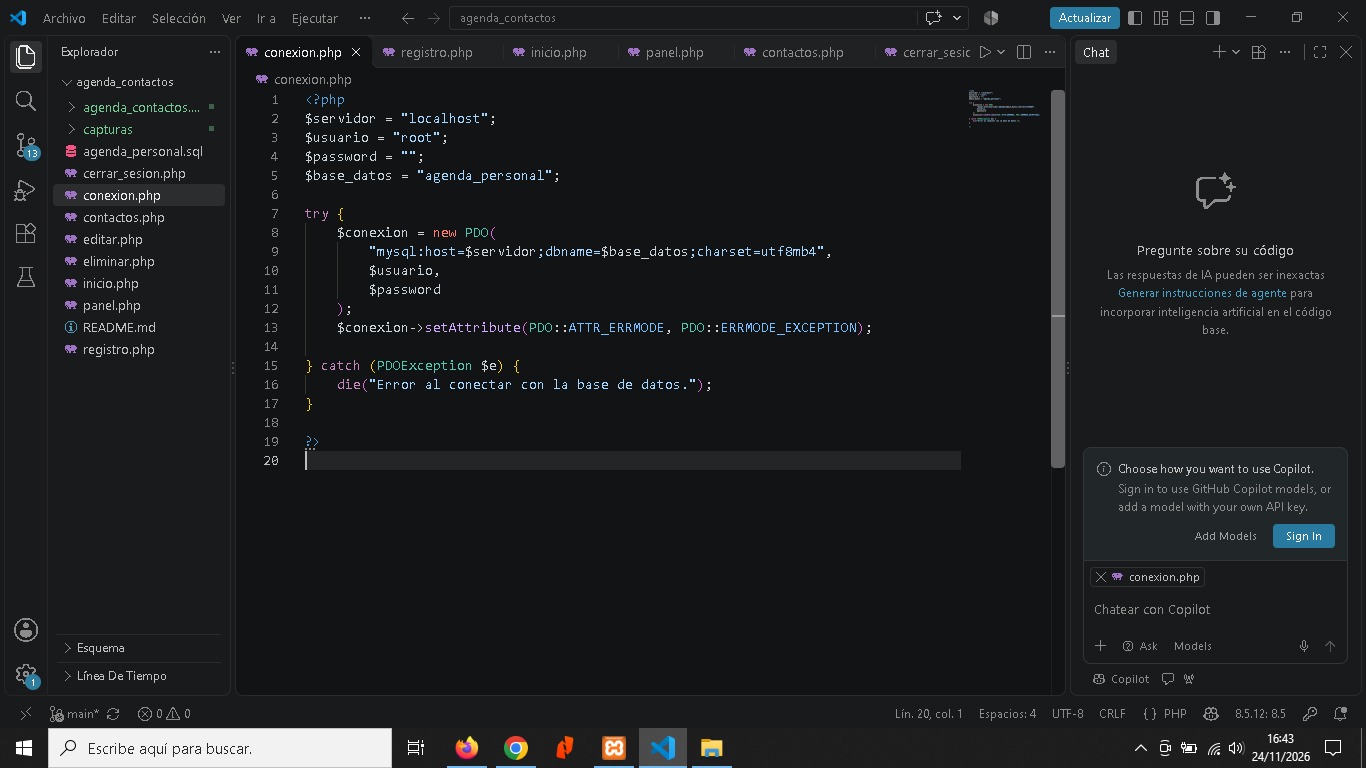 Archivo Editar Selección Ver Ir a Ejecutar ··· agenda_contactos Actualizar
Explorador ···
agenda_contactos
agenda_contactos....
capturas
agenda_personal.sql
cerrar_sesion.php
conexion.php
contactos.php
editar.php
eliminar.php
inicio.php
panel.php
README.md
registro.php
Esquema
Línea De Tiempo
13
1
conexion.php registro.php inicio.php panel.php contactos.php cerrar_sesic
conexion.php
1 <?php
2 $servidor = "localhost";
3 $usuario = "root";
4 $password = "";
5 $base_datos = "agenda_personal";
6
7 try {
8 $conexion = new PDO(
9 "mysql:host=$servidor;dbname=$base_datos;charset=utf8mb4",
10 $usuario,
11 $password
12 );
13 $conexion->setAttribute(PDO::ATTR_ERRMODE, PDO::ERRMODE_EXCEPTION);
14
15 } catch (PDOException $e) {
16 die("Error al conectar con la base de datos.");
17 }
18
19 ?>
20
Chat
Pregunte sobre su código
Las respuestas de IA pueden ser inexactas
Generar instrucciones de agente para
incorporar inteligencia artificial en el código
base.
Choose how you want to use Copilot.
Sign in to use GitHub Copilot models, or
add a model with your own API key.
Add Models Sign In
conexion.php
Chatear con Copilot
Ask Models
Copilot
main* 0 0 Lín. 20, col. 1 Espacios: 4 UTF-8 CRLF {} PHP 8.5.12: 8.5
Escribe aquí para buscar.
16:43
24/11/2026